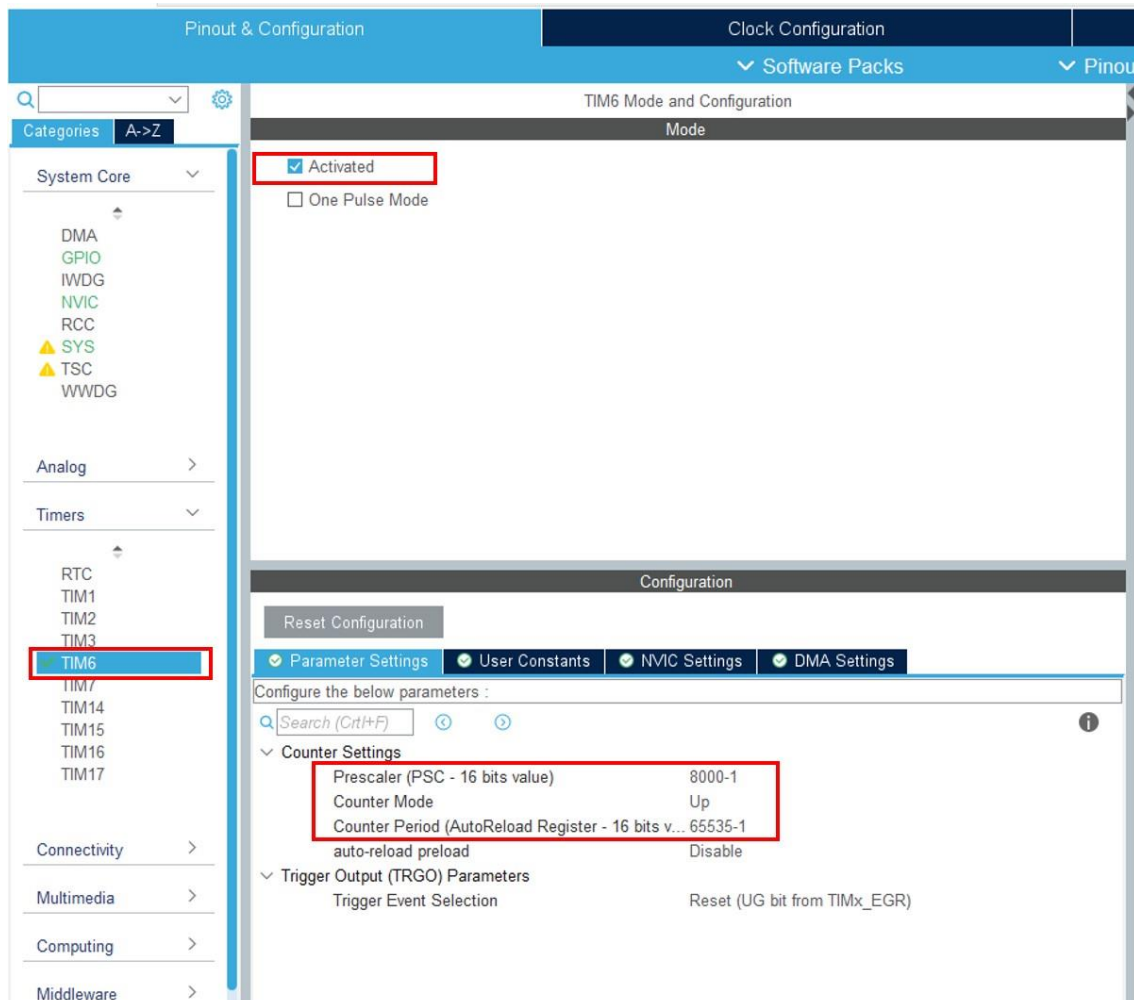 Pinout & Configuration
Clock Configuration
Software Packs
Pinou
Categories
A->Z
System Core
DMA
GPIO
IWDG
NVIC
RCC
SYS
TSC
WWDG
Analog
Timers
RTC
TIM1
TIM2
TIM3
TIM6
TIM7
TIM14
TIM15
TIM16
TIM17
Connectivity
Multimedia
Computing
Middleware
TIM6 Mode and Configuration
Mode
Activated
One Pulse Mode
Configuration
Reset Configuration
Parameter Settings
User Constants
NVIC Settings
DMA Settings
Configure the below parameters :
Search (Crtl+F)
Counter Settings
Prescaler (PSC - 16 bits value) 8000-1
Counter Mode Up
Counter Period (AutoReload Register - 16 bits v... 65535-1
auto-reload preload Disable
Trigger Output (TRGO) Parameters
Trigger Event Selection Reset (UG bit from TIMx_EGR)